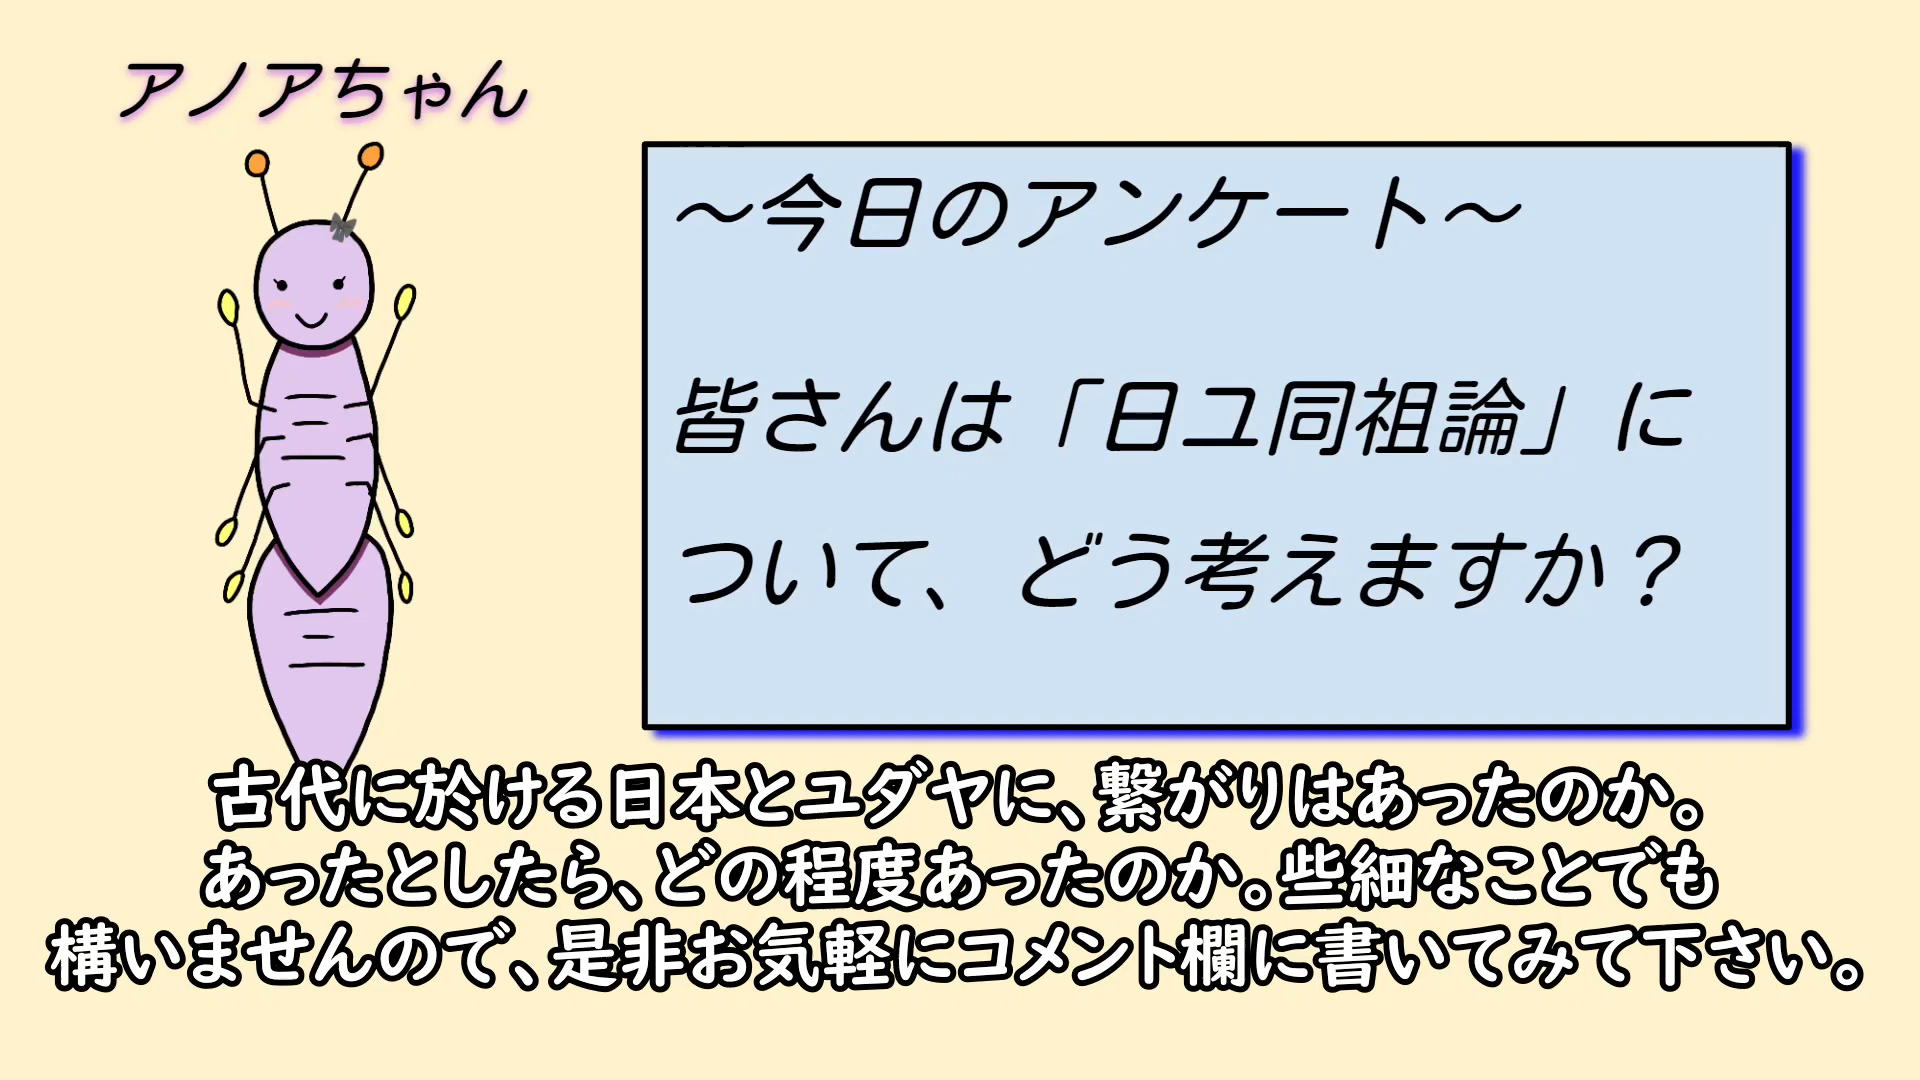 アノアちゃん
～今日のアンケート～
皆さんは「日ユ同祖論」に
ついて、どう考えますか？
古代に於ける日本とユダヤに、繋がりはあったのか。
あったとしたら、どの程度あったのか。些細なことでも
構いませんので、是非お気軽にコメント欄に書いてみて下さい。